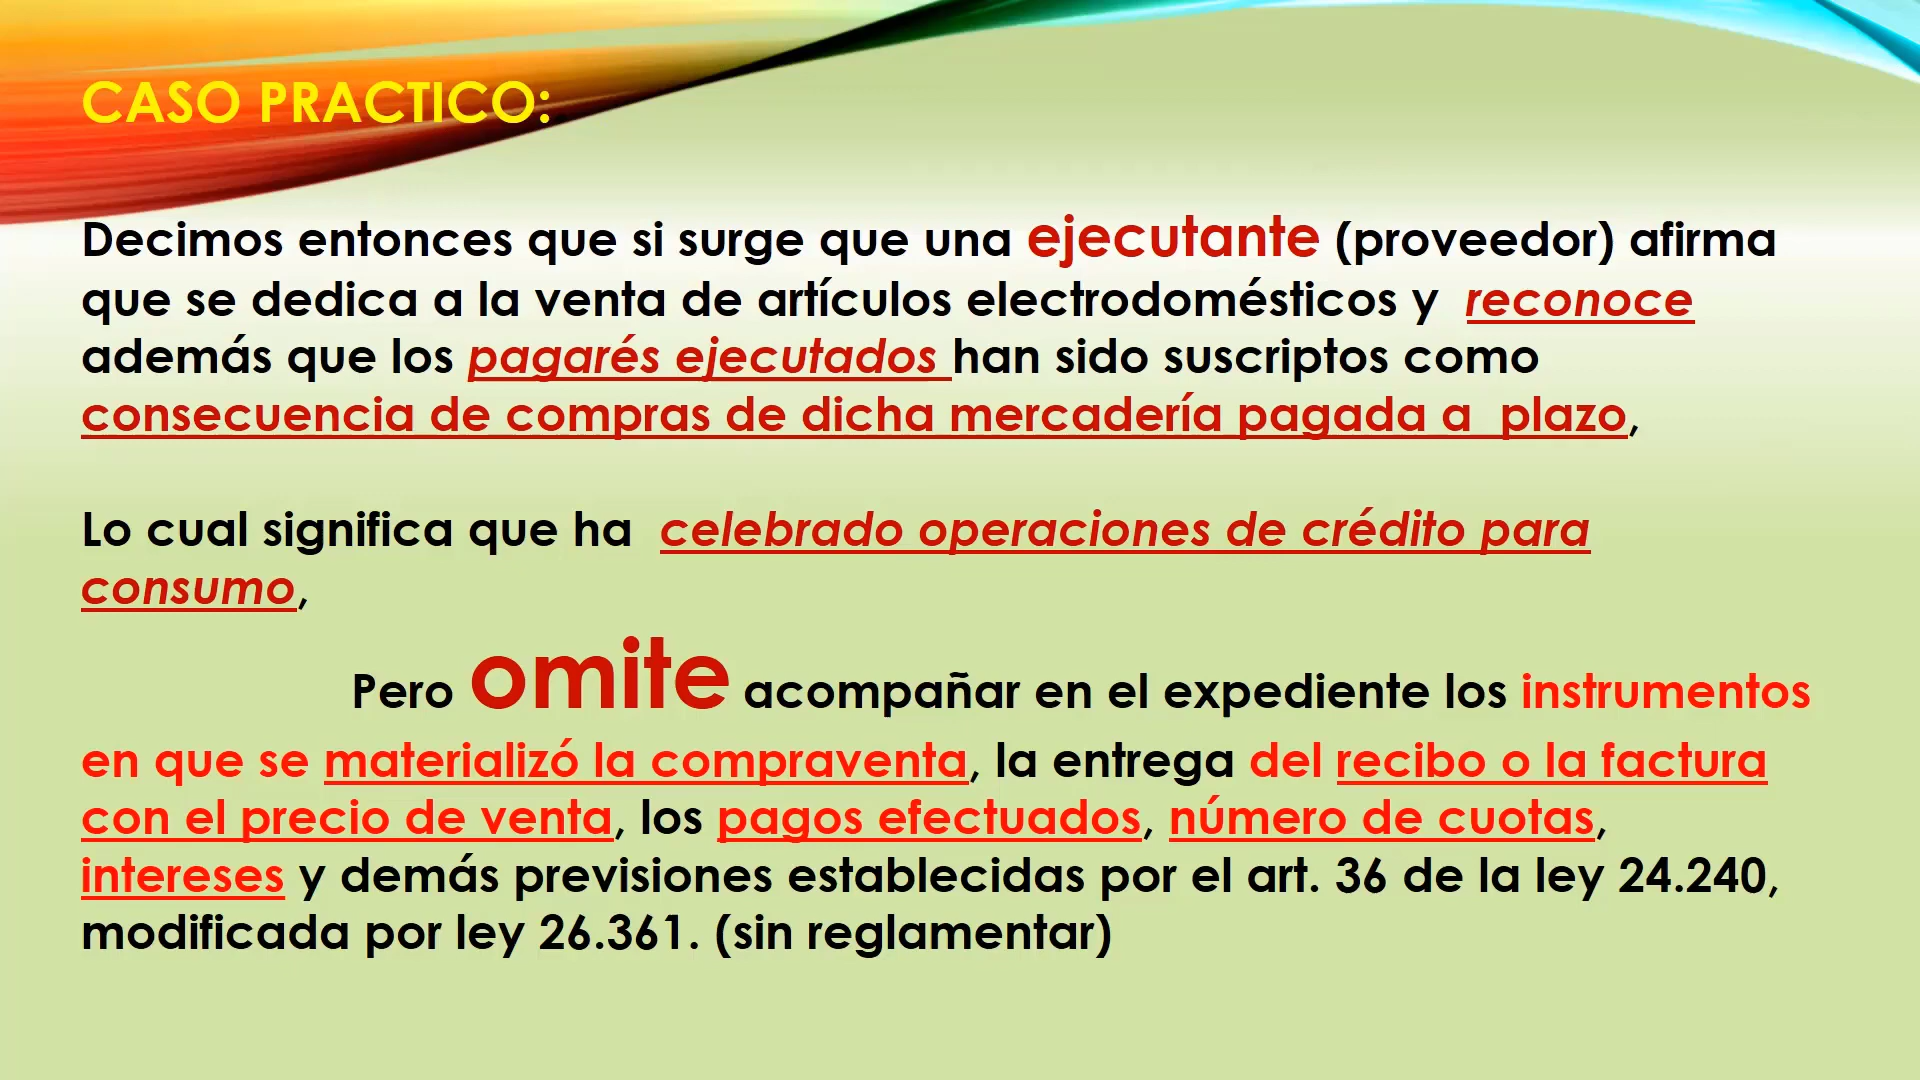 CASO PRACTICO:
Decimos entonces que si surge que una ejecutante (proveedor) afirma
que se dedica a la venta de artículos electrodomésticos y reconoce
además que los pagarés ejecutados han sido suscriptos como
consecuencia de compras de dicha mercadería pagada a plazo,
Lo cual significa que ha celebrado operaciones de crédito para
consumo,
Pero omite acompañar en el expediente los instrumentos
en que se materializó la compraventa, la entrega del recibo o la factura
con el precio de venta, los pagos efectuados, número de cuotas,
intereses y demás previsiones establecidas por el art. 36 de la ley 24.240,
modificada por ley 26.361. (sin reglamentar)